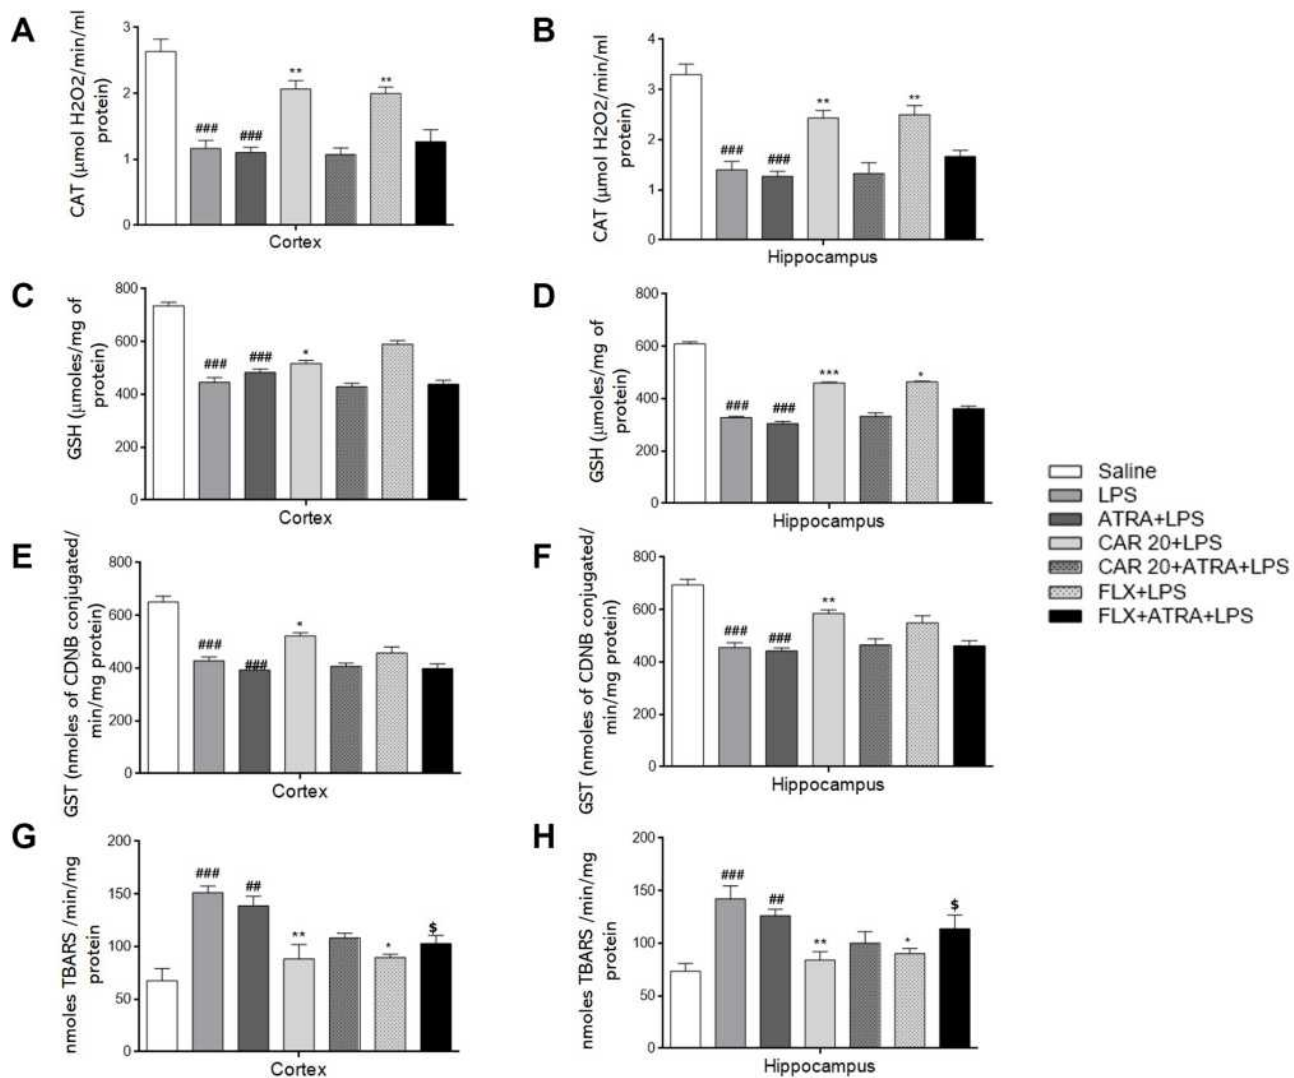 A
CAT (μmol H2O2/min/ml
protein)
3
2
1
0
**
**
###
###
Cortex
B
CAT (μmol H2O2/min/ml
protein)
4
3
2
1
0
**
**
###
###
Hippocampus
C
GSH (μmoles/mg of
protein)
800
600
400
200
0
###
###
*
Cortex
D
GSH (μmoles/mg of
protein)
800
600
400
200
0
###
###
***
*
Hippocampus
Saline
LPS
ATRA+LPS
CAR 20+LPS
CAR 20+ATRA+LPS
FLX+LPS
FLX+ATRA+LPS
E
GST (nmoles of CDNB conjugated/
min/mg protein)
800
600
400
200
0
###
###
*
Cortex
F
GST (nmoles of CDNB conjugated/
min/mg protein)
800
600
400
200
0
###
###
**
Hippocampus
G
nmoles TBARS /min/mg
protein
200
150
100
50
0
###
##
**
*
$
Cortex
H
nmoles TBARS /min/mg
protein
200
150
100
50
0
###
##
**
*
$
Hippocampus